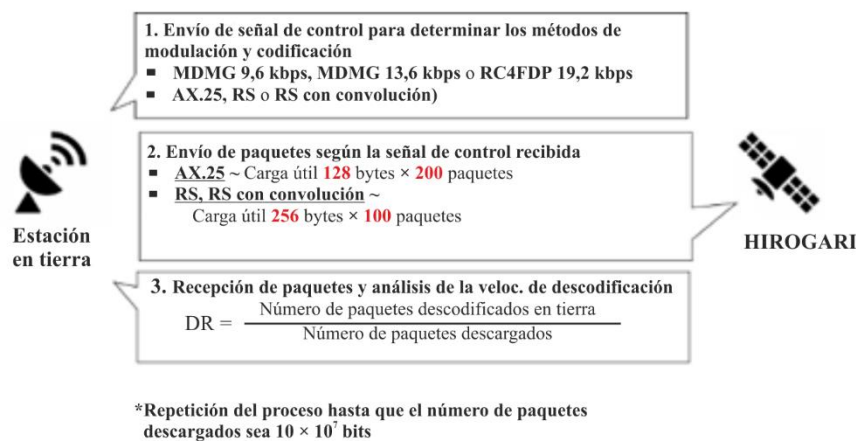 1. Envío de señal de control para determinar los métodos de
modulación y codificación
▪ MDMG 9,6 kbps, MDMG 13,6 kbps o RC4FDP 19,2 kbps
▪ AX.25, RS o RS con convolución)
2. Envío de paquetes según la señal de control recibida
▪ AX.25 ~ Carga útil 128 bytes × 200 paquetes
▪ RS, RS con convolución ~
Carga útil 256 bytes × 100 paquetes
Estación
en tierra
HIROGARI
3. Recepción de paquetes y análisis de la veloc. de descodificación
DR = Número de paquetes descodificados en tierra
Número de paquetes descargados
*Repetición del proceso hasta que el número de paquetes
descargados sea 10 × 10⁷ bits